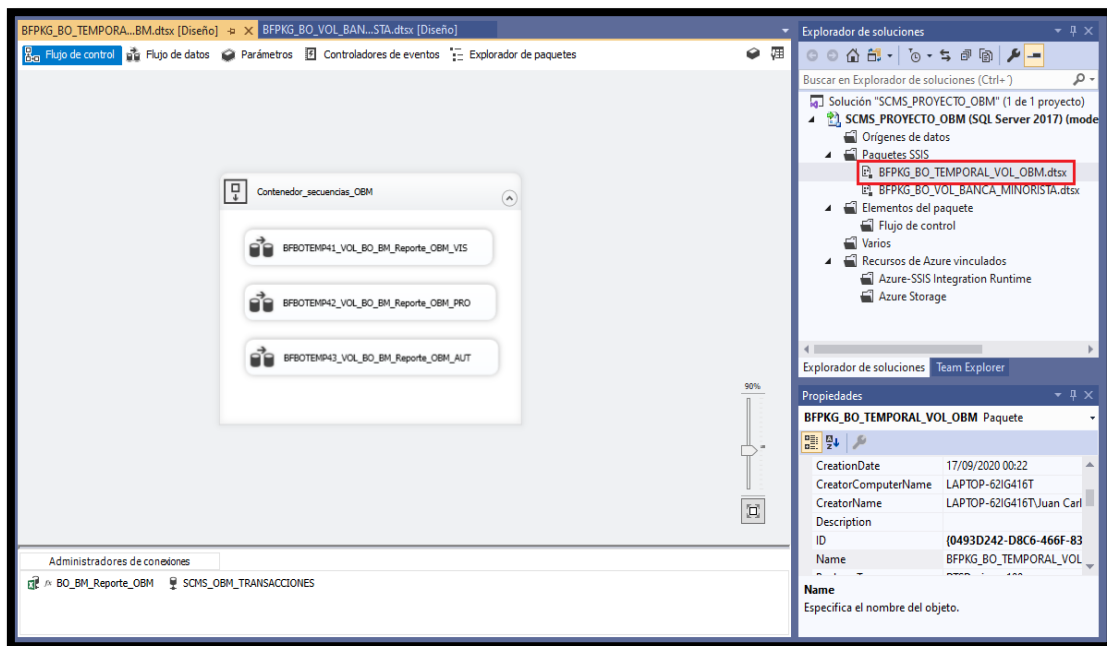 BFPKG_BO_TEMPORA...BM.dtsx [Diseño]
BFPKG_BO_VOL_BAN...STA.dtsx [Diseño]
Flujo de control
Flujo de datos
Parámetros
Controladores de eventos
Explorador de paquetes
Contenedor_secuencias_OBM
BFBOTEMP41_VOL_BO_BM_Reporte_OBM_VIS
BFBOTEMP42_VOL_BO_BM_Reporte_OBM_PRO
BFBOTEMP43_VOL_BO_BM_Reporte_OBM_AUT
90%
Administradores de conexiones
fx BO_BM_Reporte_OBM
SCMS_OBM_TRANSACCIONES
Explorador de soluciones
Buscar en Explorador de soluciones (Ctrl+´)
Solución "SCMS_PROYECTO_OBM" (1 de 1 proyecto)
SCMS_PROYECTO_OBM (SQL Server 2017) (mode
Orígenes de datos
Paquetes SSIS
BFPKG_BO_TEMPORAL_VOL_OBM.dtsx
BFPKG_BO_VOL_BANCA_MINORISTA.dtsx
Elementos del paquete
Flujo de control
Varios
Recursos de Azure vinculados
Azure-SSIS Integration Runtime
Azure Storage
Explorador de soluciones
Team Explorer
Propiedades
BFPKG_BO_TEMPORAL_VOL_OBM Paquete
CreationDate 17/09/2020 00:22
CreatorComputerName LAPTOP-62IG416T
CreatorName LAPTOP-62IG416T\Juan Carl
Description
ID {0493D242-D8C6-466F-83
Name BFPKG_BO_TEMPORAL_VOL
Name
Especifica el nombre del objeto.